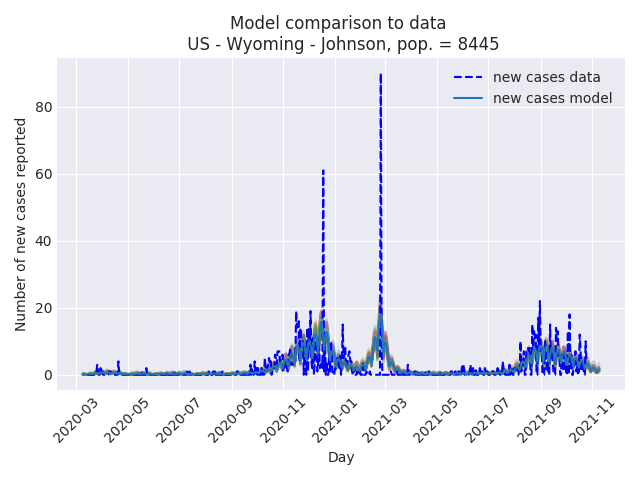 Model comparison to data
US - Wyoming - Johnson, pop. = 8445
new cases data
new cases model
Number of new cases reported
80
60
40
20
0
2020-03
2020-05
2020-07
2020-09
2020-11
2021-01
2021-03
2021-05
2021-07
2021-09
2021-11
Day